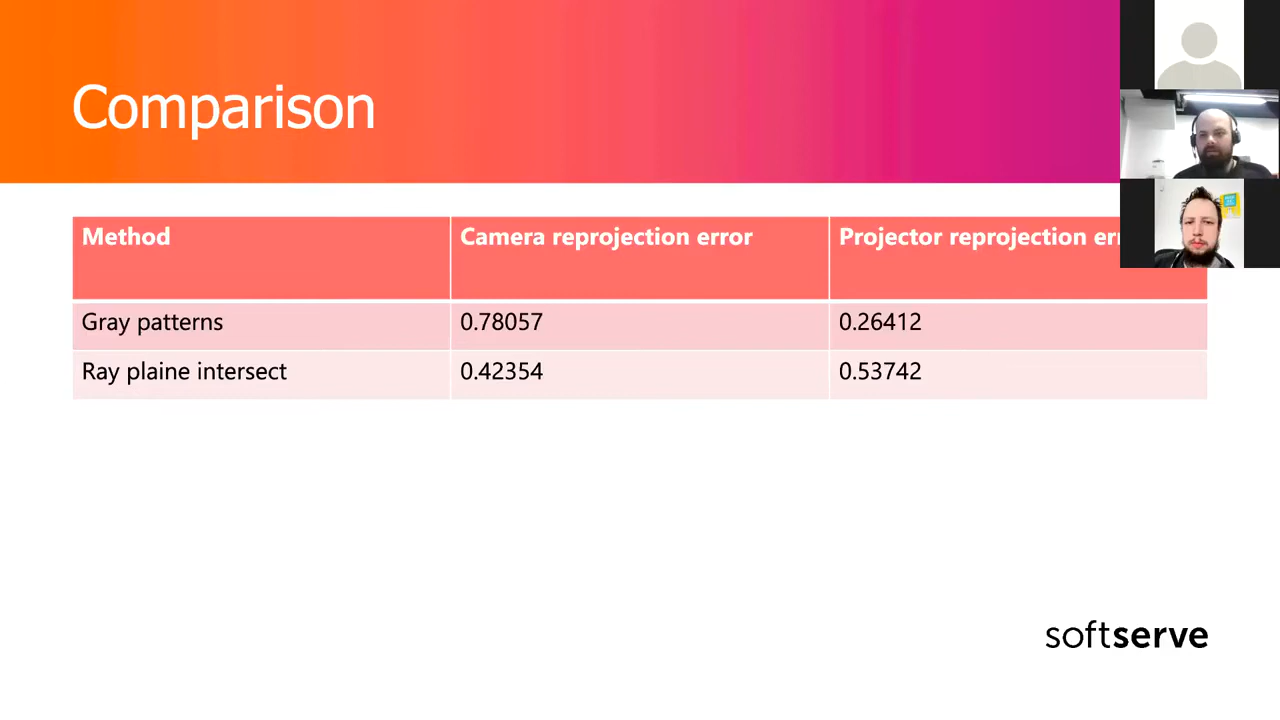 Comparison
Method
Camera reprojection error
Projector reprojection
Gray patterns
0.78057
0.26412
Ray plaine intersect
0.42354
0.53742
softserve